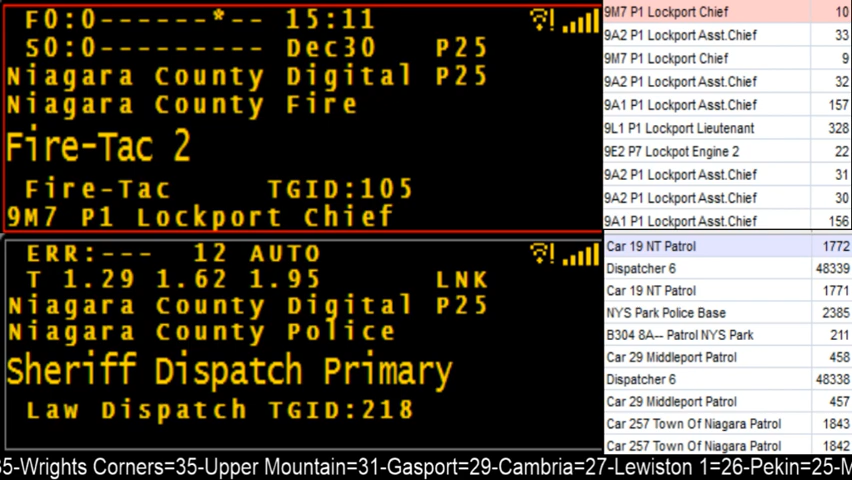 F0:0------*-- 15:11
S0:0--------- Dec30 P25
Niagara County Digital P25
Niagara County Fire
Fire-Tac 2
Fire-Tac TGID:105
9M7 P1 Lockport Chief
9M7 P1 Lockport Chief 10
9A2 P1 Lockport Asst.Chief 33
9M7 P1 Lockport Chief 9
9A2 P1 Lockport Asst.Chief 32
9A1 P1 Lockport Asst.Chief 157
9L1 P1 Lockport Lieutenant 328
9E2 P7 Lockpot Engine 2 22
9A2 P1 Lockport Asst.Chief 31
9A2 P1 Lockport Asst.Chief 30
9A1 P1 Lockport Asst.Chief 156
ERR:--- 12 AUTO
T 1.29 1.62 1.95 LNK
Niagara County Digital P25
Niagara County Police
Sheriff Dispatch Primary
Law Dispatch TGID:218
Car 19 NT Patrol 1772
Dispatcher 6 48339
Car 19 NT Patrol 1771
NYS Park Police Base 2385
B304 8A-- Patrol NYS Park 211
Car 29 Middleport Patrol 458
Dispatcher 6 48338
Car 29 Middleport Patrol 457
Car 257 Town Of Niagara Patrol 1843
Car 257 Town Of Niagara Patrol 1842
35-Wrights Corners=35-Upper Mountain=31-Gasport=29-Cambria=27-Lewiston 1=26-Pekin=25-M